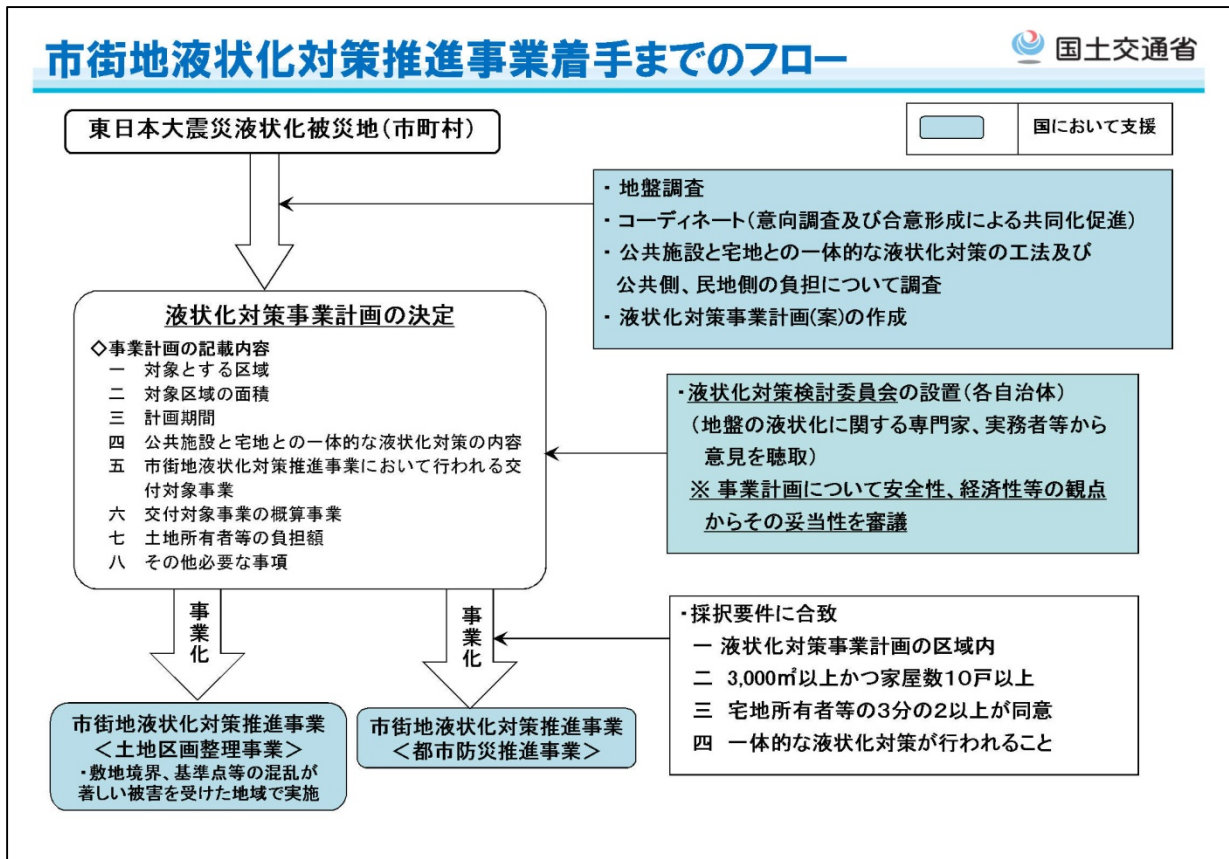 市街地液状化対策推進事業着手までのフロー
国土交通省
東日本大震災液状化被災地(市町村)
国において支援
・地盤調査
・コーディネート(意向調査及び合意形成による共同化促進)
・公共施設と宅地との一体的な液状化対策の工法及び
公共側、民地側の負担について調査
・液状化対策事業計画(案)の作成
液状化対策事業計画の決定
◇事業計画の記載内容
一 対象とする区域
二 対象区域の面積
三 計画期間
四 公共施設と宅地との一体的な液状化対策の内容
五 市街地液状化対策推進事業において行われる交
付対象事業
六 交付対象事業の概算事業
七 土地所有者等の負担額
八 その他必要な事項
・液状化対策検討委員会の設置(各自治体)
(地盤の液状化に関する専門家、実務者等から
意見を聴取)
※ 事業計画について安全性、経済性等の観点
からその妥当性を審議
事業化
事業化
・採択要件に合致
一 液状化対策事業計画の区域内
二 3,000㎡以上かつ家屋数10戸以上
三 宅地所有者等の3分の2以上が同意
四 一体的な液状化対策が行われること
市街地液状化対策推進事業
<土地区画整理事業>
・敷地境界、基準点等の混乱が
著しい被害を受けた地域で実施
市街地液状化対策推進事業
<都市防災推進事業>